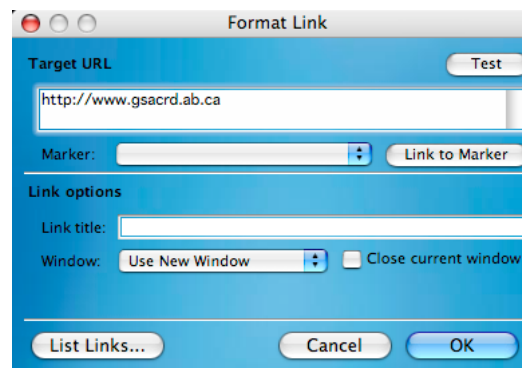 Format Link
Target URL Test
http://www.gsacrd.ab.ca
Marker: Link to Marker
Link options
Link title:
Window: Use New Window Close current window
List Links... Cancel OK